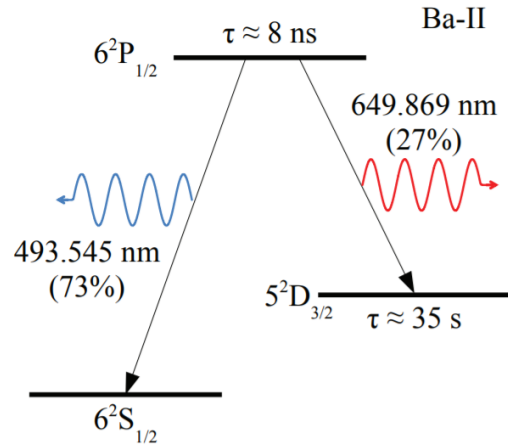 Ba-II
τ ≈ 8 ns
6²P₁/₂
649.869 nm
(27%)
493.545 nm
(73%)
5²D₃/₂
τ ≈ 35 s
6²S₁/₂